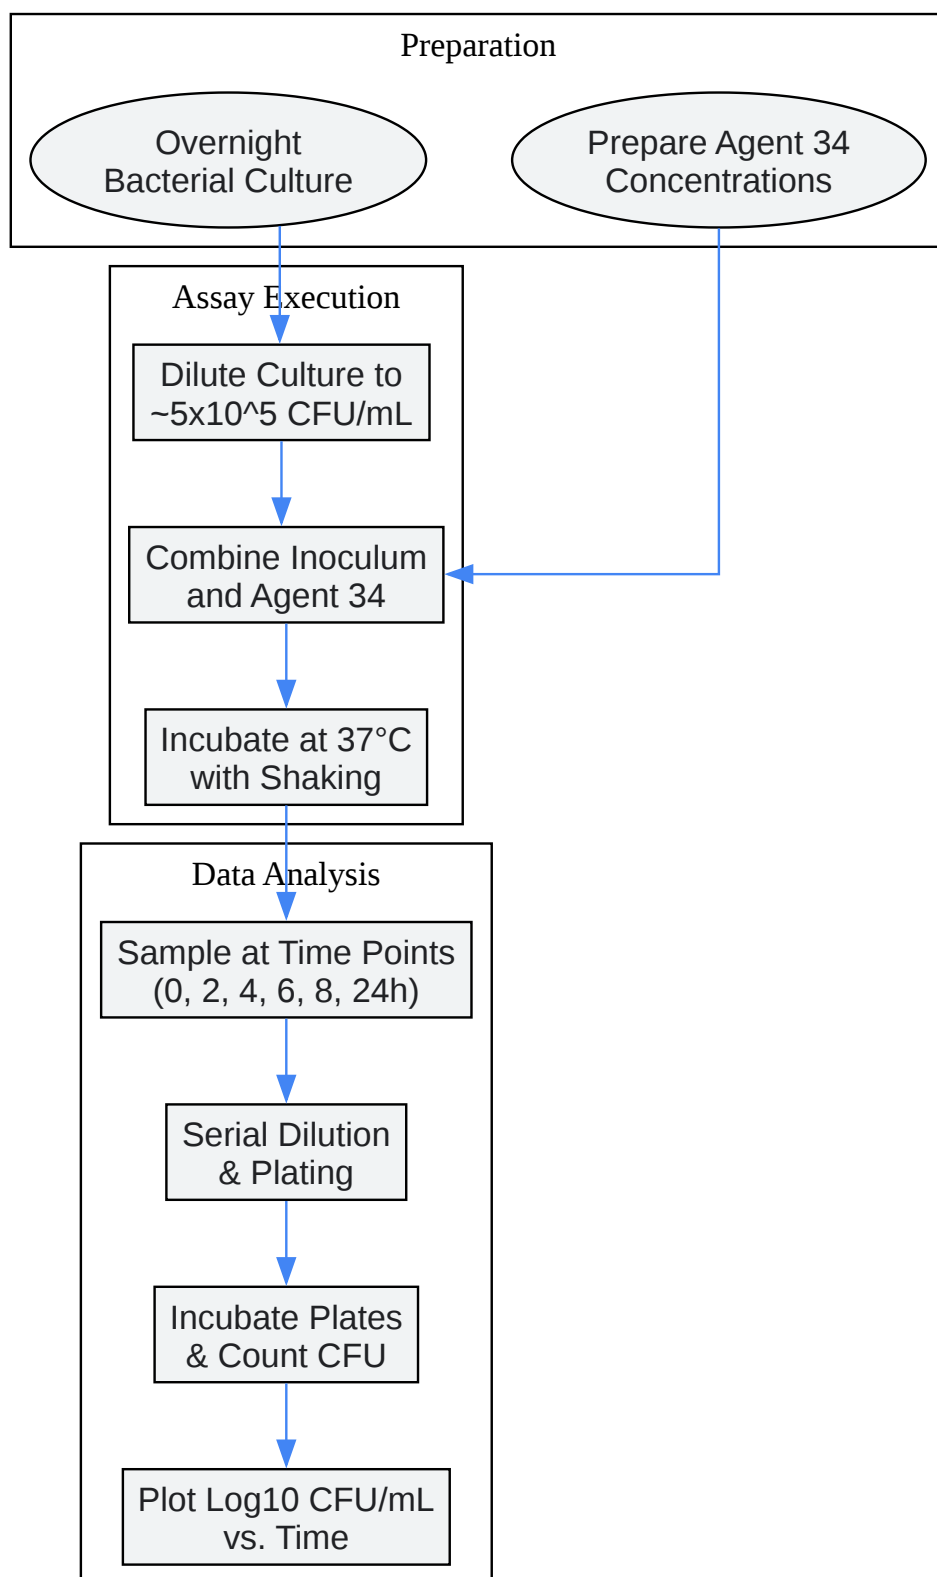 Preparation
Overnight
Bacterial Culture
Prepare Agent 34
Concentrations
Assay Execution
Dilute Culture to
~5x10^5 CFU/mL
Combine Inoculum
and Agent 34
Incubate at 37°C
with Shaking
Data Analysis
Sample at Time Points
(0, 2, 4, 6, 8, 24h)
Serial Dilution
& Plating
Incubate Plates
& Count CFU
Plot Log10 CFU/mL
vs. Time